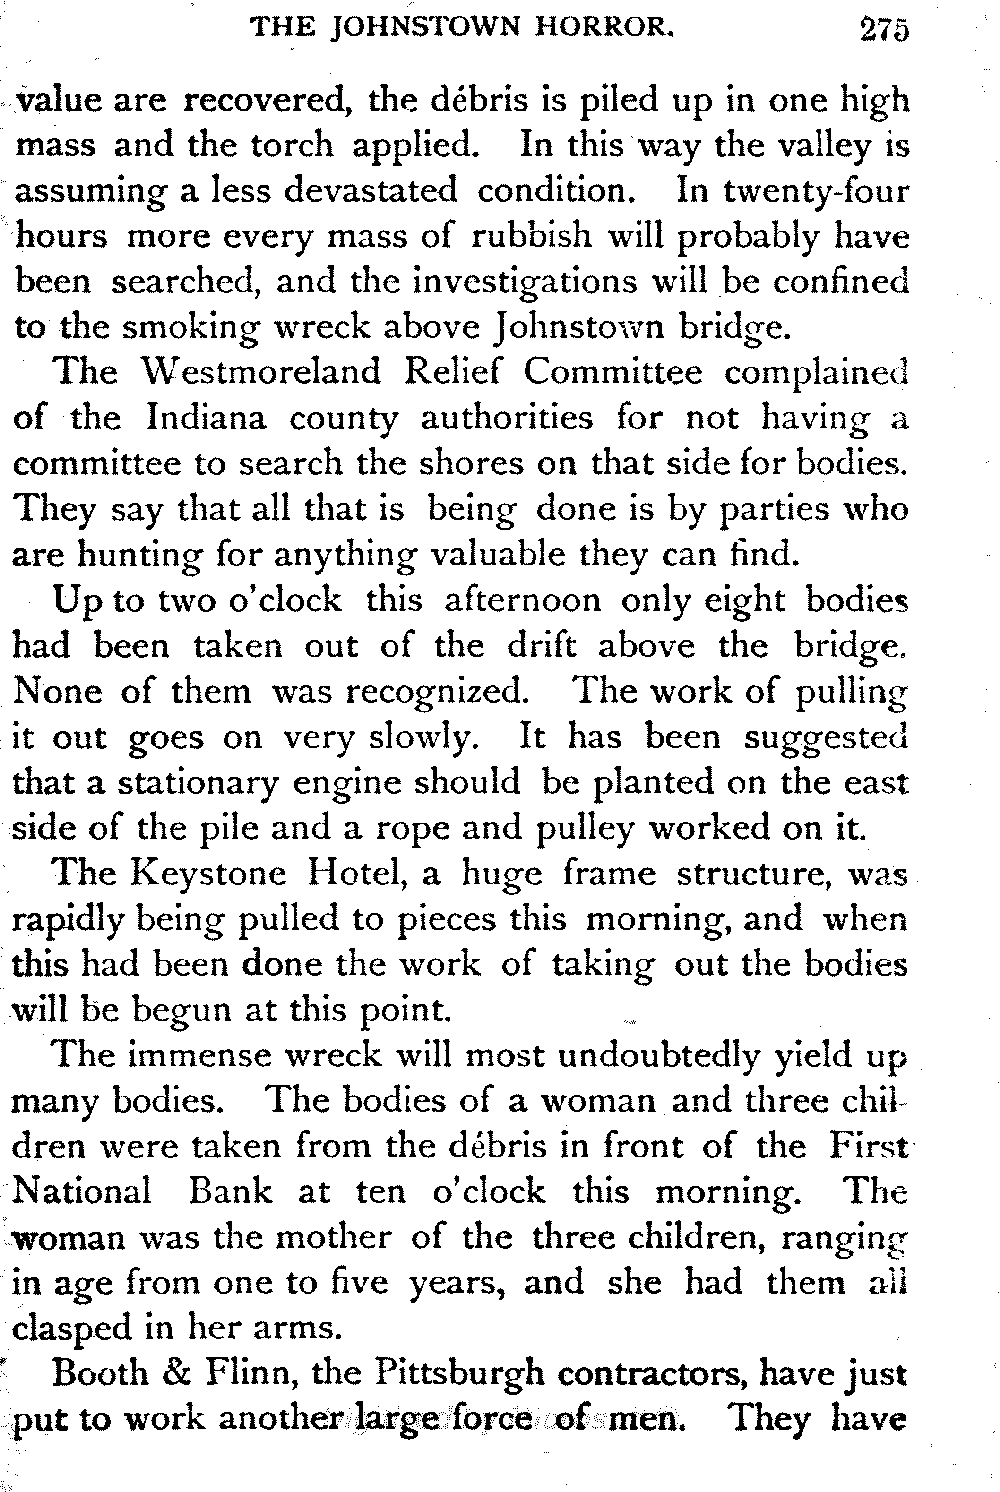 THE JOHNSTOWN HORROR. 275
value are recovered, the débris is piled up in one high
mass and the torch applied. In this way the valley is
assuming a less devastated condition. In twenty-four
hours more every mass of rubbish will probably have
been searched, and the investigations will be confined
to the smoking wreck above Johnstown bridge.
The Westmoreland Relief Committee complained
of the Indiana county authorities for not having a
committee to search the shores on that side for bodies.
They say that all that is being done is by parties who
are hunting for anything valuable they can find.
Up to two o'clock this afternoon only eight bodies
had been taken out of the drift above the bridge.
None of them was recognized. The work of pulling
it out goes on very slowly. It has been suggested
that a stationary engine should be planted on the east
side of the pile and a rope and pulley worked on it.
The Keystone Hotel, a huge frame structure, was
rapidly being pulled to pieces this morning, and when
this had been done the work of taking out the bodies
will be begun at this point.
The immense wreck will most undoubtedly yield up
many bodies. The bodies of a woman and three chil-
dren were taken from the débris in front of the First
National Bank at ten o'clock this morning. The
woman was the mother of the three children, ranging
in age from one to five years, and she had them all
clasped in her arms.
Booth & Flinn, the Pittsburgh contractors, have just
put to work another large force of men. They have